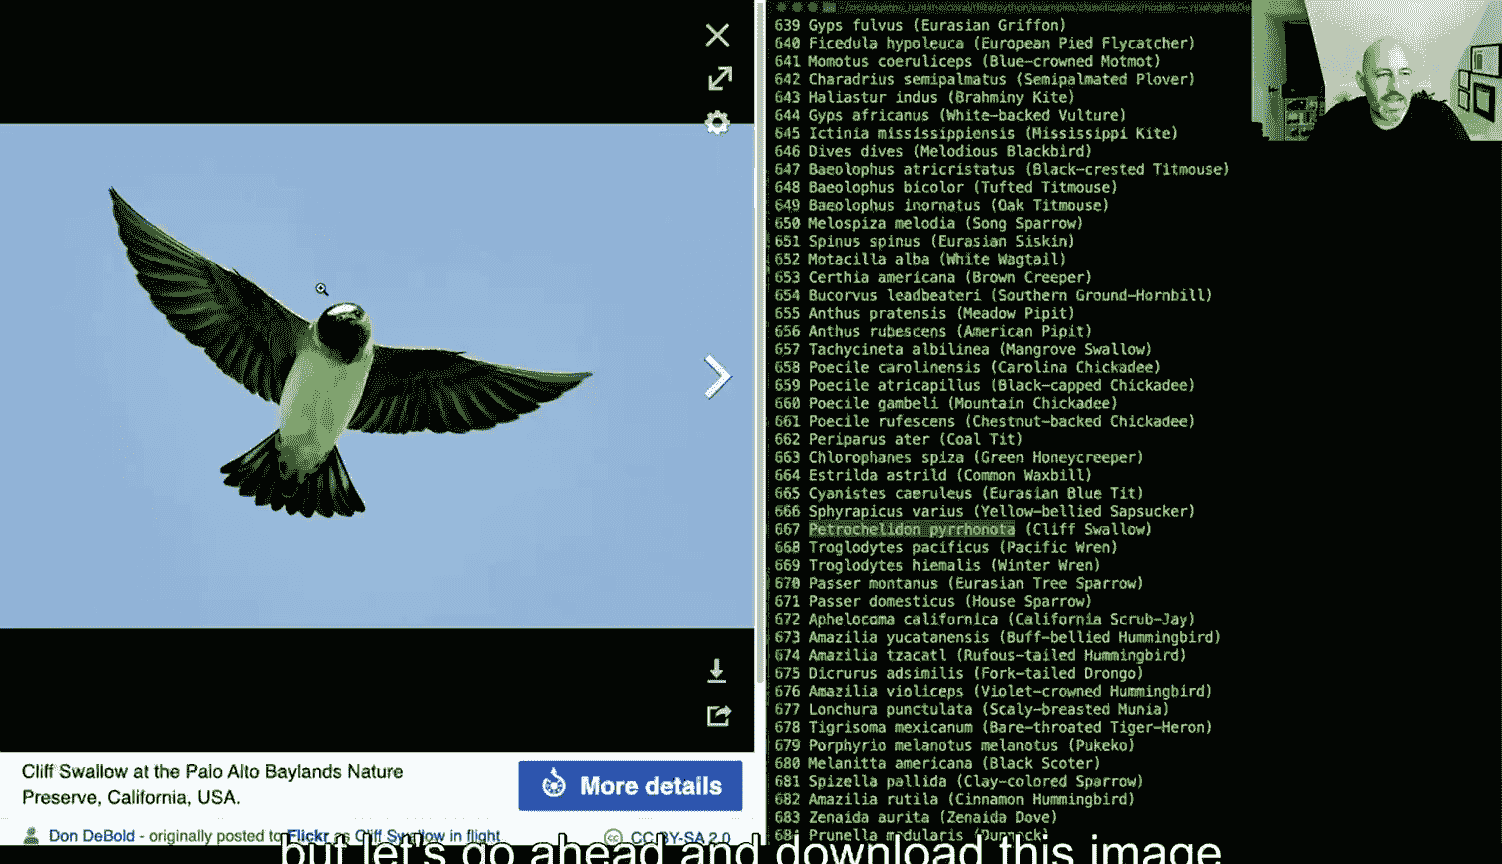 639 Gyps fulvus (Eurasian Griffon)
640 Ficedula hypoleuca (European Pied Flycatcher)
641 Momotus coeruliceps (Blue-crowned Motmot)
642 Charadrius semipalmatus (Semipalmated Plover)
643 Haliastur indus (Brahminy Kite)
644 Gyps africanus (White-backed Vulture)
645 Ictinia mississippiensis (Mississippi Kite)
646 Dives dives (Melodious Blackbird)
647 Baeolophus atricristatus (Black-crested Titmouse)
648 Baeolophus bicolor (Tufted Titmouse)
649 Baeolophus inornatus (Oak Titmouse)
650 Melospiza melodia (Song Sparrow)
651 Spinus spinus (Eurasian Siskin)
652 Motacilla alba (White Wagtail)
653 Certhia americana (Brown Creeper)
654 Bucorvus leadbeateri (Southern Ground-Hornbill)
655 Anthus pratensis (Meadow Pipit)
656 Anthus rubescens (American Pipit)
657 Tachycineta albilinea (Mangrove Swallow)
658 Poecile carolinensis (Carolina Chickadee)
659 Poecile atricapillus (Black-capped Chickadee)
660 Poecile gambeli (Mountain Chickadee)
661 Poecile rufescens (Chestnut-backed Chickadee)
662 Periparus ater (Coal Tit)
663 Chlorophanes spiza (Green Honeycreeper)
664 Estrilda astrild (Common Waxbill)
665 Cyanistes caeruleus (Eurasian Blue Tit)
666 Sphyrapicus varius (Yellow-bellied Sapsucker)
667 Petrochelidon pyrrhonota (Cliff Swallow)
668 Troglodytes pacificus (Pacific Wren)
669 Troglodytes hiemalis (Winter Wren)
670 Passer montanus (Eurasian Tree Sparrow)
671 Passer domesticus (House Sparrow)
672 Aphelocoma californica (California Scrub-Jay)
673 Amazilia yucatanensis (Buff-bellied Hummingbird)
674 Amazilia tzacatl (Rufous-tailed Hummingbird)
675 Dicrurus adsimilis (Fork-tailed Drongo)
676 Amazilia violiceps (Violet-crowned Hummingbird)
677 Lonchura punctulata (Scaly-breasted Munia)
678 Tigrisoma mexicanum (Bare-throated Tiger-Heron)
679 Porphyrio melanotus melanotus (Pukeko)
680 Melanitta americana (Black Scoter)
681 Spizella pallida (Clay-colored Sparrow)
682 Amazilia rutila (Cinnamon Hummingbird)
683 Zenaida aurita (Zenaida Dove)
684 Prunella modularis (Dunnock)
Cliff Swallow at the Palo Alto Baylands Nature
Preserve, California, USA.
More details
Don DeBold - originally posted to Flickr as Cliff Swallow in flight
CC BY-SA 2.0
but let's go ahead and download this image